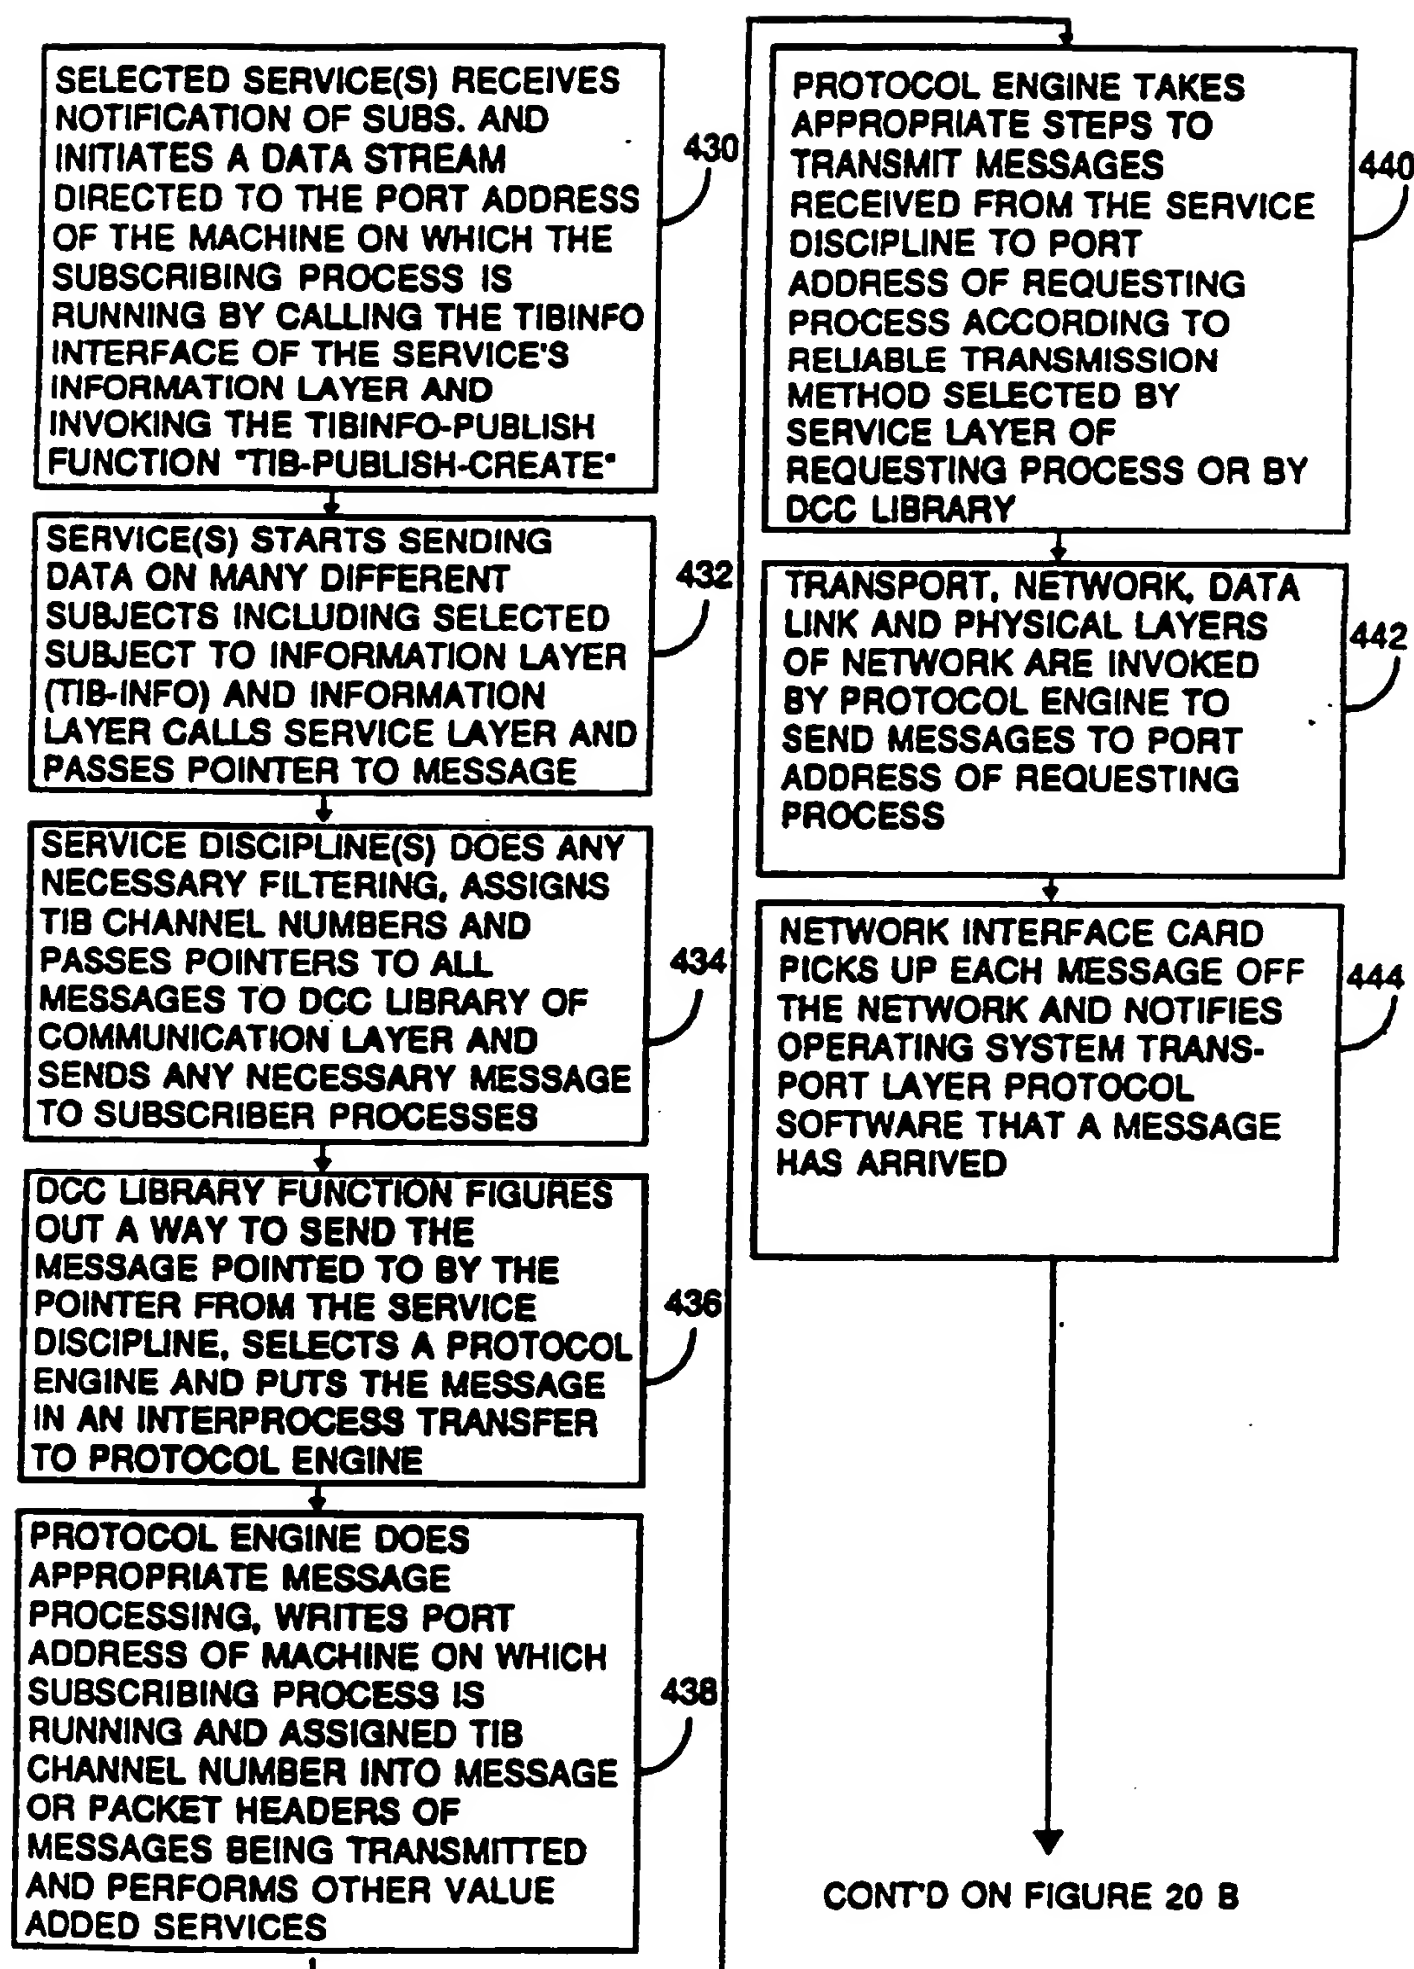 SELECTED SERVICE(S) RECEIVES
NOTIFICATION OF SUBS. AND
INITIATES A DATA STREAM
DIRECTED TO THE PORT ADDRESS
OF THE MACHINE ON WHICH THE
SUBSCRIBING PROCESS IS
RUNNING BY CALLING THE TIBINFO
INTERFACE OF THE SERVICE'S
INFORMATION LAYER AND
INVOKING THE TIBINFO-PUBLISH
FUNCTION "TIB-PUBLISH-CREATE"
430
SERVICE(S) STARTS SENDING
DATA ON MANY DIFFERENT
SUBJECTS INCLUDING SELECTED
SUBJECT TO INFORMATION LAYER
(TIB-INFO) AND INFORMATION
LAYER CALLS SERVICE LAYER AND
PASSES POINTER TO MESSAGE
432
SERVICE DISCIPLINE(S) DOES ANY
NECESSARY FILTERING, ASSIGNS
TIB CHANNEL NUMBERS AND
PASSES POINTERS TO ALL
MESSAGES TO DCC LIBRARY OF
COMMUNICATION LAYER AND
SENDS ANY NECESSARY MESSAGE
TO SUBSCRIBER PROCESSES
434
DCC LIBRARY FUNCTION FIGURES
OUT A WAY TO SEND THE
MESSAGE POINTED TO BY THE
POINTER FROM THE SERVICE
DISCIPLINE, SELECTS A PROTOCOL
ENGINE AND PUTS THE MESSAGE
IN AN INTERPROCESS TRANSFER
TO PROTOCOL ENGINE
436
PROTOCOL ENGINE DOES
APPROPRIATE MESSAGE
PROCESSING, WRITES PORT
ADDRESS OF MACHINE ON WHICH
SUBSCRIBING PROCESS IS
RUNNING AND ASSIGNED TIB
CHANNEL NUMBER INTO MESSAGE
OR PACKET HEADERS OF
MESSAGES BEING TRANSMITTED
AND PERFORMS OTHER VALUE
ADDED SERVICES
438
PROTOCOL ENGINE TAKES
APPROPRIATE STEPS TO
TRANSMIT MESSAGES
RECEIVED FROM THE SERVICE
DISCIPLINE TO PORT
ADDRESS OF REQUESTING
PROCESS ACCORDING TO
RELIABLE TRANSMISSION
METHOD SELECTED BY
SERVICE LAYER OF
REQUESTING PROCESS OR BY
DCC LIBRARY
440
TRANSPORT, NETWORK, DATA
LINK AND PHYSICAL LAYERS
OF NETWORK ARE INVOKED
BY PROTOCOL ENGINE TO
SEND MESSAGES TO PORT
ADDRESS OF REQUESTING
PROCESS
442
NETWORK INTERFACE CARD
PICKS UP EACH MESSAGE OFF
THE NETWORK AND NOTIFIES
OPERATING SYSTEM TRANS-
PORT LAYER PROTOCOL
SOFTWARE THAT A MESSAGE
HAS ARRIVED
444
CONT'D ON FIGURE 20 B